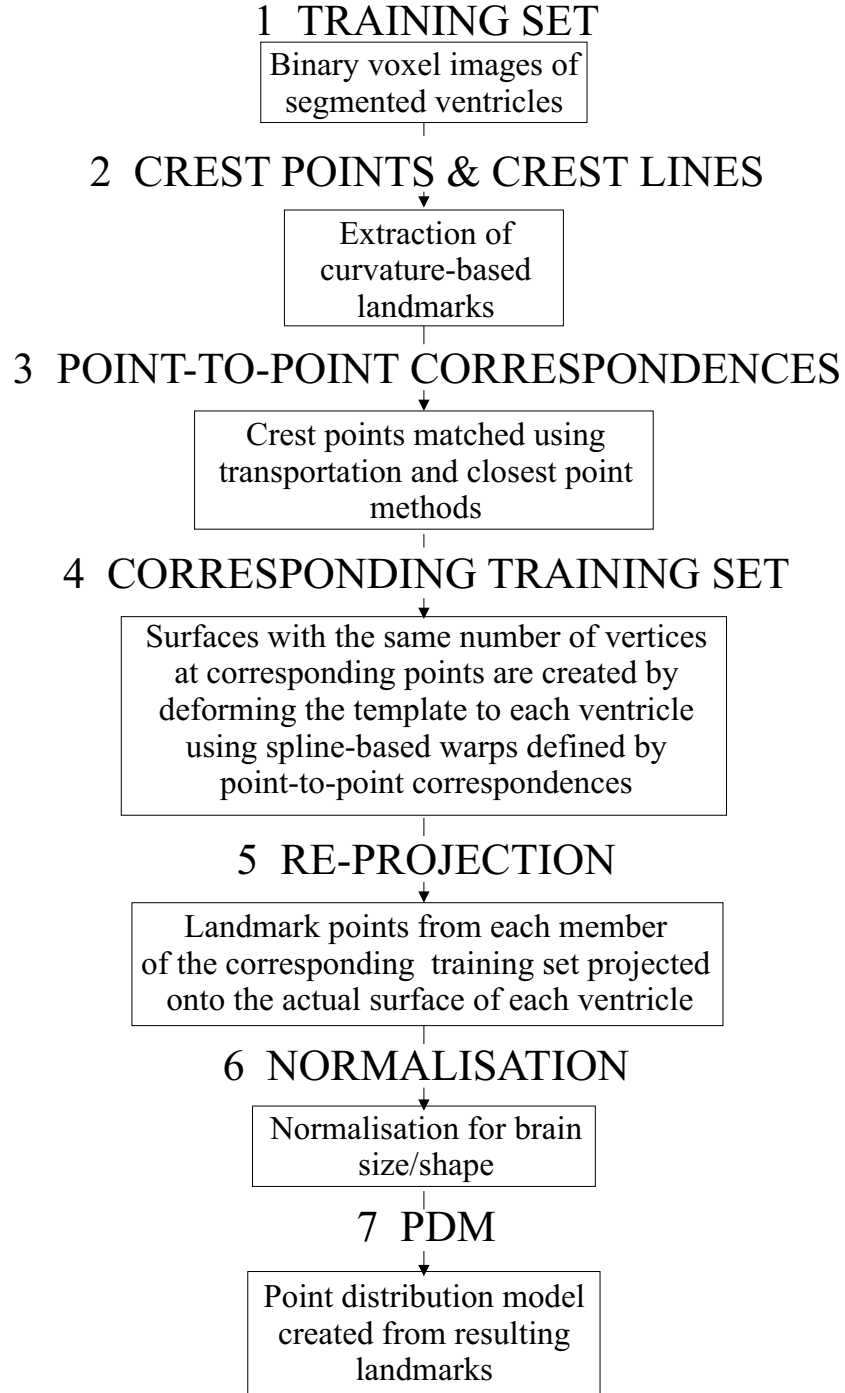 1 TRAINING SET
Binary voxel images of
segmented ventricles
2 CREST POINTS & CREST LINES
Extraction of
curvature-based
landmarks
3 POINT-TO-POINT CORRESPONDENCES
Crest points matched using
transportation and closest point
methods
4 CORRESPONDING TRAINING SET
Surfaces with the same number of vertices
at corresponding points are created by
deforming the template to each ventricle
using spline-based warps defined by
point-to-point correspondences
5 RE-PROJECTION
Landmark points from each member
of the corresponding training set projected
onto the actual surface of each ventricle
6 NORMALISATION
Normalisation for brain
size/shape
7 PDM
Point distribution model
created from resulting
landmarks